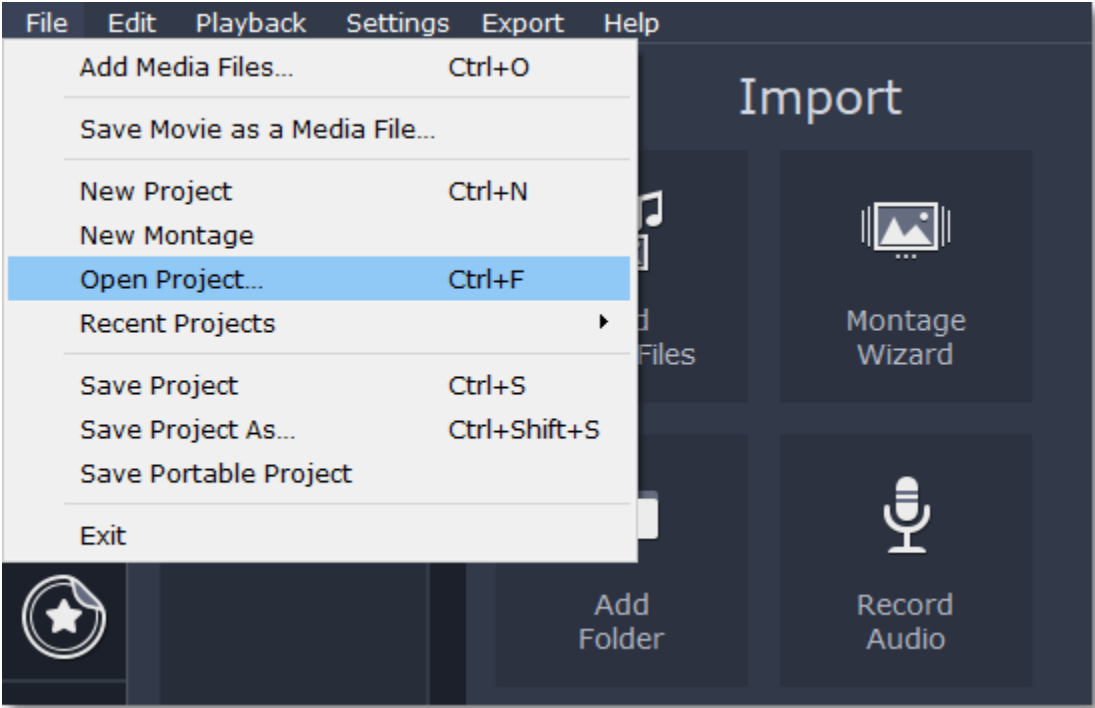 File Edit Playback Settings Export Help
Add Media Files... Ctrl+O
Save Movie as a Media File...
New Project Ctrl+N
New Montage
Open Project... Ctrl+F
Recent Projects
Save Project Ctrl+S
Save Project As... Ctrl+Shift+S
Save Portable Project
Exit
Import
Files
Montage
Wizard
Add
Folder
Record
Audio